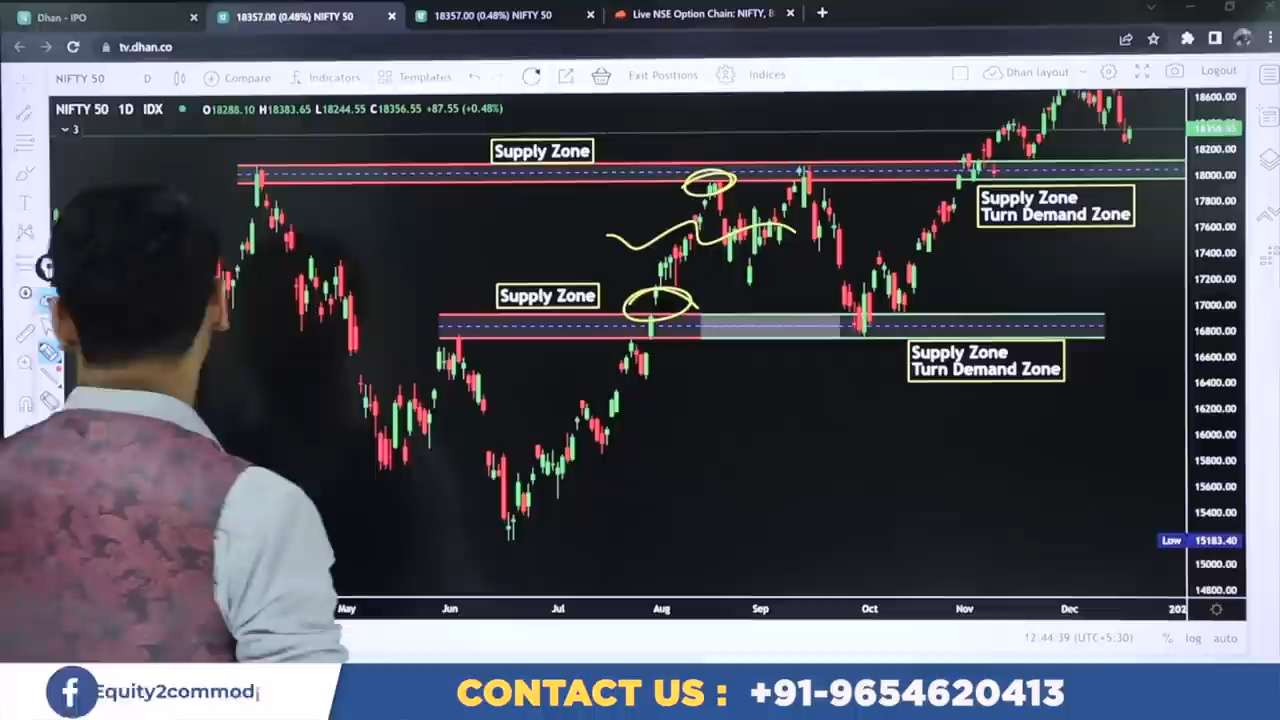 Dhan - IPO
18357.00 (0.48%) NIFTY 50
18357.00 (0.48%) NIFTY 50
Live NSE Option Chain: NIFTY, B
tv.dhan.co
NIFTY 50
D
Compare
Indicators
Templates
Exit Positions
Indices
Dhan layout
Logout
NIFTY 50 1D IDX
O18288.10 H18383.65 L18244.55 C18356.55 +87.55 (+0.48%)
3
Supply Zone
Supply Zone
Turn Demand Zone
Supply Zone
Supply Zone
Turn Demand Zone
18600.00
18200.00
18000.00
17800.00
17600.00
17400.00
17200.00
17000.00
16800.00
16600.00
16400.00
16200.00
16000.00
15800.00
15600.00
15400.00
Low 15183.40
15000.00
14800.00
May Jun Jul Aug Sep Oct Nov Dec 202
12:44:39 (UTC+5:30)
% log auto
Equity2commod
CONTACT US : +91-9654620413